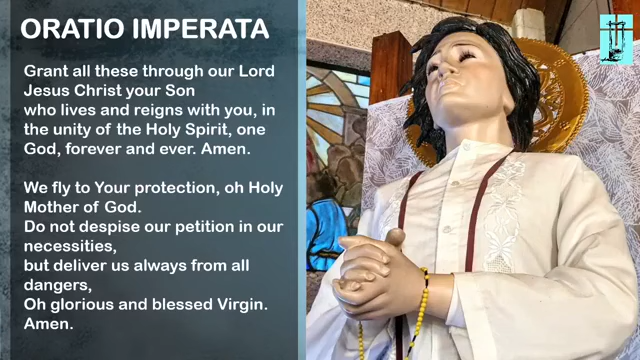 ORATIO IMPERATA
Grant all these through our Lord
Jesus Christ your Son
who lives and reigns with you, in
the unity of the Holy Spirit, one
God, forever and ever. Amen.
We fly to Your protection, oh Holy
Mother of God.
Do not despise our petition in our
necessities,
but deliver us always from all
dangers,
Oh glorious and blessed Virgin.
Amen.